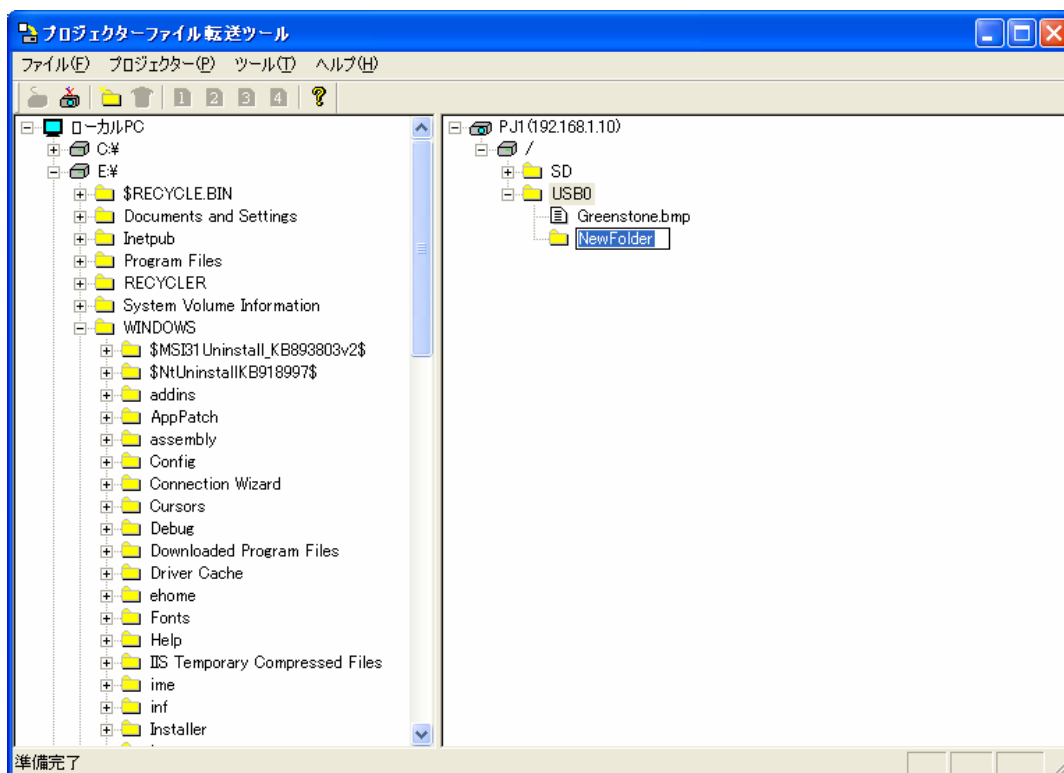 プロジェクターファイル転送ツール
ファイル(F) プロジェクター(P) ツール(T) ヘルプ(H)
1 2 3 4 ?
ローカルPC
C:¥
E:¥
$RECYCLE.BIN
Documents and Settings
Inetpub
Program Files
RECYCLER
System Volume Information
WINDOWS
$MSI31Uninstall_KB893803v2$
$NtUninstallKB918997$
addins
AppPatch
assembly
Config
Connection Wizard
Cursors
Debug
Downloaded Program Files
Driver Cache
ehome
Fonts
Help
IIS Temporary Compressed Files
ime
inf
Installer
PJ1(192.168.1.10)
/
SD
USB0
Greenstone.bmp
NewFolder
準備完了